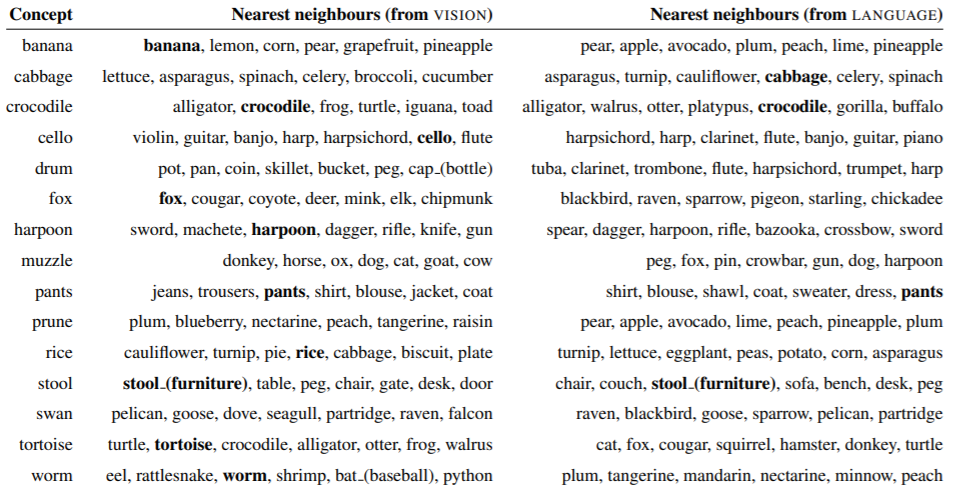 Concept Nearest neighbours (from VISION) Nearest neighbours (from LANGUAGE)
banana banana, lemon, corn, pear, grapefruit, pineapple pear, apple, avocado, plum, peach, lime, pineapple
cabbage lettuce, asparagus, spinach, celery, broccoli, cucumber asparagus, turnip, cauliflower, cabbage, celery, spinach
crocodile alligator, crocodile, frog, turtle, iguana, toad alligator, walrus, otter, platypus, crocodile, gorilla, buffalo
cello violin, guitar, banjo, harp, harpsichord, cello, flute harpsichord, harp, clarinet, flute, banjo, guitar, piano
drum pot, pan, coin, skillet, bucket, peg, cap_(bottle) tuba, clarinet, trombone, flute, harpsichord, trumpet, harp
fox fox, cougar, coyote, deer, mink, elk, chipmunk blackbird, raven, sparrow, pigeon, starling, chickadee
harpoon sword, machete, harpoon, dagger, rifle, knife, gun spear, dagger, harpoon, rifle, bazooka, crossbow, sword
muzzle donkey, horse, ox, dog, cat, goat, cow peg, fox, pin, crowbar, gun, dog, harpoon
pants jeans, trousers, pants, shirt, blouse, jacket, coat shirt, blouse, shawl, coat, sweater, dress, pants
prune plum, blueberry, nectarine, peach, tangerine, raisin pear, apple, avocado, lime, peach, pineapple, plum
rice cauliflower, turnip, pie, rice, cabbage, biscuit, plate turnip, lettuce, eggplant, peas, potato, corn, asparagus
stool stool_(furniture), table, peg, chair, gate, desk, door chair, couch, stool_(furniture), sofa, bench, desk, peg
swan pelican, goose, dove, seagull, partridge, raven, falcon raven, blackbird, goose, sparrow, pelican, partridge
tortoise turtle, tortoise, crocodile, alligator, otter, frog, walrus cat, fox, cougar, squirrel, hamster, donkey, turtle
worm eel, rattlesnake, worm, shrimp, bat_(baseball), python plum, tangerine, mandarin, nectarine, minnow, peach